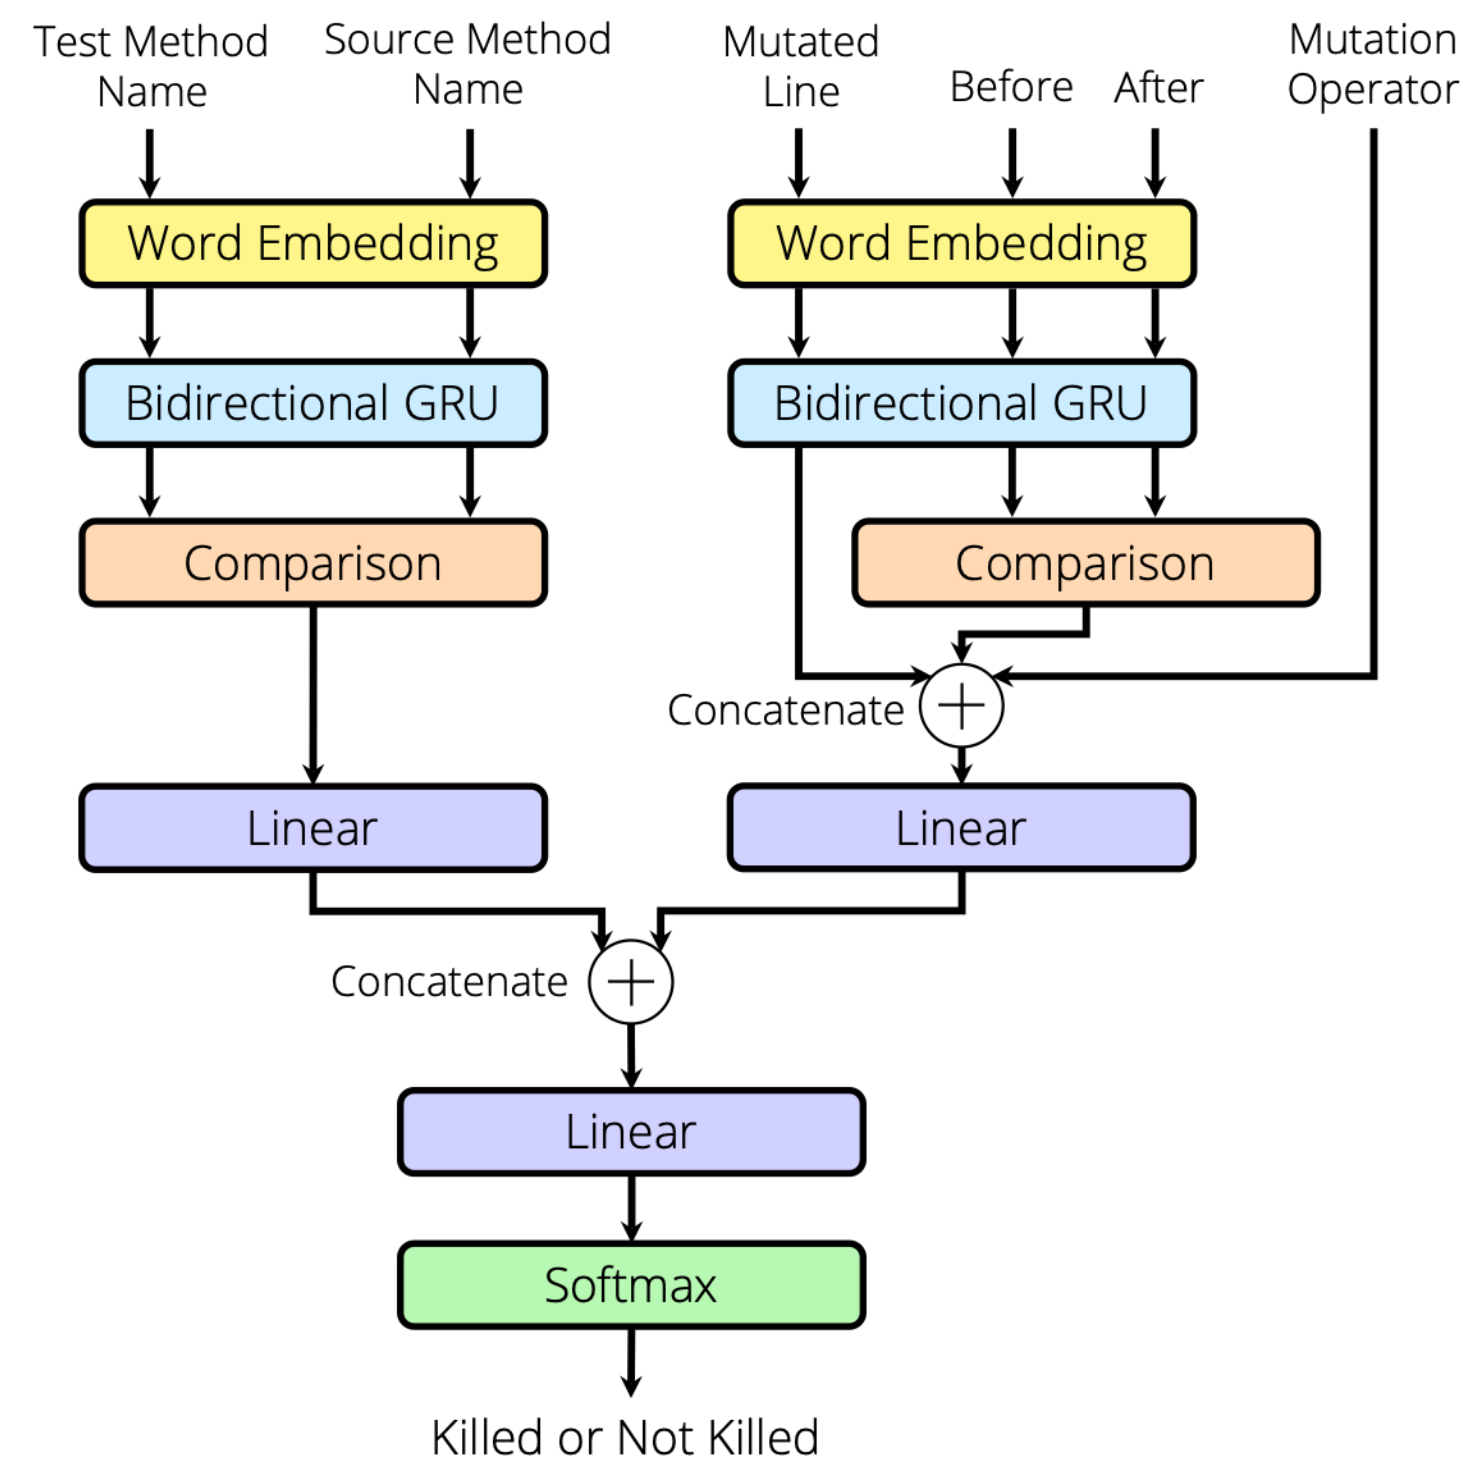 Test Method
Name
Source Method
Name
Mutated
Line
Before
After
Mutation
Operator
Word Embedding
Word Embedding
Bidirectional GRU
Bidirectional GRU
Comparison
Comparison
Concatenate
Linear
Linear
Concatenate
Linear
Softmax
Killed or Not Killed